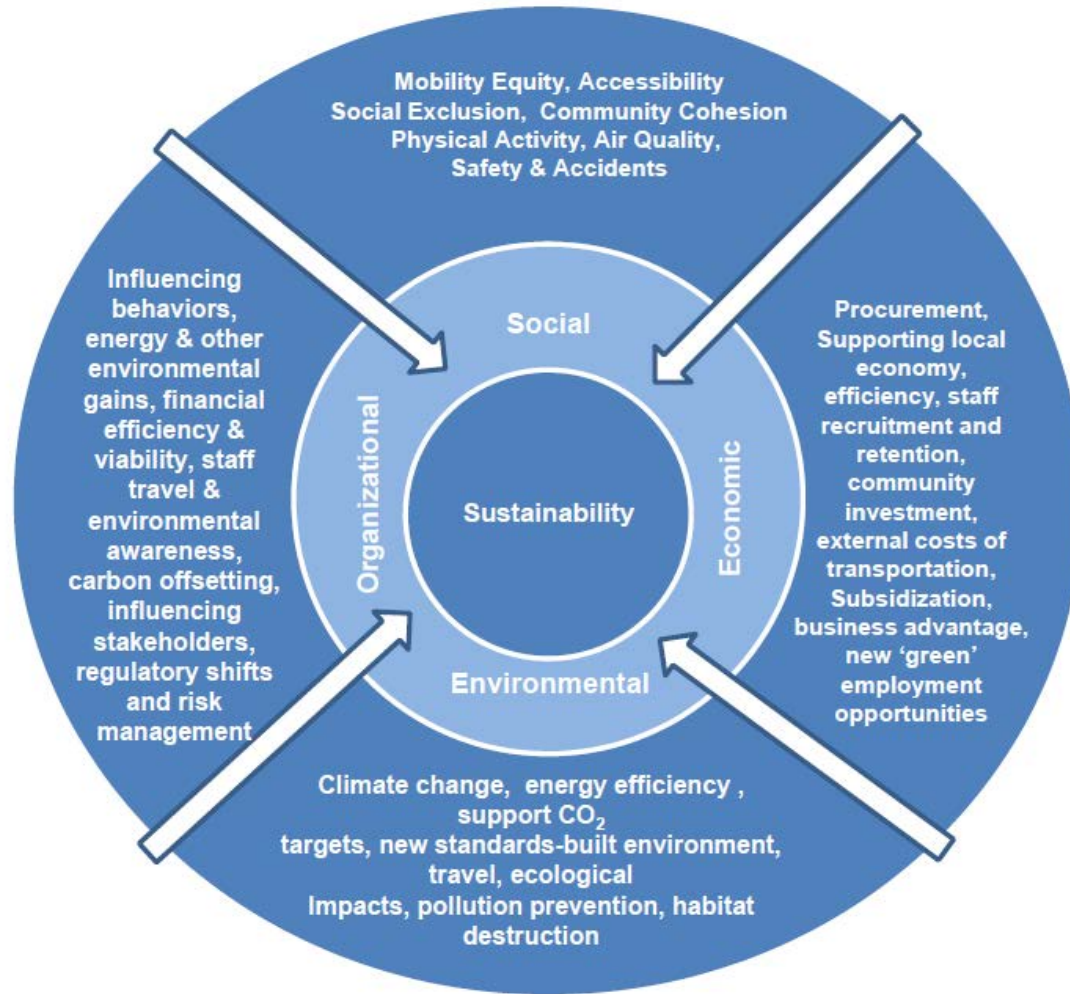 Mobility Equity, Accessibility
Social Exclusion, Community Cohesion
Physical Activity, Air Quality,
Safety & Accidents
Social
Influencing
behaviors,
energy & other
environmental
gains, financial
efficiency &
viability, staff
travel &
environmental
awareness,
carbon offsetting,
influencing
stakeholders,
regulatory shifts
and risk
management
Organizational
Sustainability
Economic
Procurement,
Supporting local
economy,
efficiency, staff
recruitment and
retention,
community
investment,
external costs of
transportation,
Subsidization,
business advantage,
new ‘green’
employment
opportunities
Environmental
Climate change, energy efficiency ,
support CO₂
targets, new standards-built environment,
travel, ecological
Impacts, pollution prevention, habitat
destruction